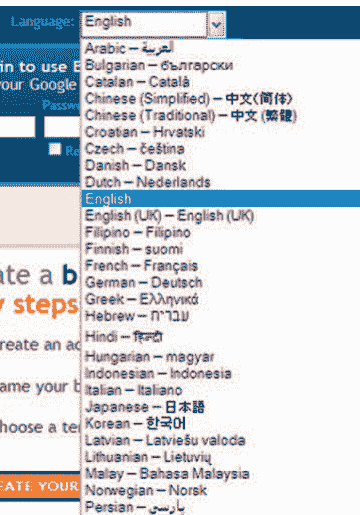 Language: English
Arabic – العربية
in to use B
Bulgarian – български
your Google
Catalan – Català
Chinese (Simplified) – 中文(简体)
Passw
Chinese (Traditional) – 中文 (繁體)
Croatian – Hrvatski
Re
Czech – čeština
Danish – Dansk
Dutch – Nederlands
English
English (UK) – English (UK)
Filipino – Filipino
Finnish – suomi
ate a b
French – Français
German – Deutsch
steps
Greek – Ελληνικά
Hebrew – עברית
Hindi – हिन्दी
reate an ac
Hungarian – magyar
Indonesian – Indonesia
ame your b
Italian – Italiano
Japanese – 日本語
hoose a te
Korean – 한국어
Latvian – Latviešu valoda
Lithuanian – Lietuvių
Malay – Bahasa Malaysia
EATE YOUR
Norwegian – Norsk
Persian – پارسی